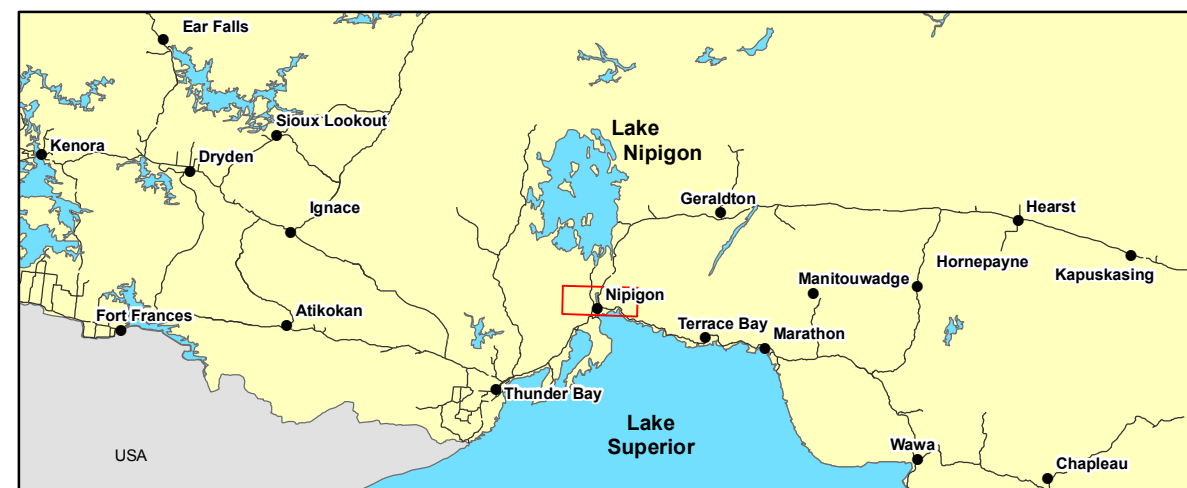 Ear Falls
Sioux Lookout
Lake
Nipigon
Kenora
Dryden
Geraldton
Ignace
Hearst
Hornepayne
Manitouwadge
Kapuskasing
Nipigon
Atikokan
Fort Frances
Terrace Bay
Marathon
Thunder Bay
Lake
Superior
Wawa
USA
Chapleau